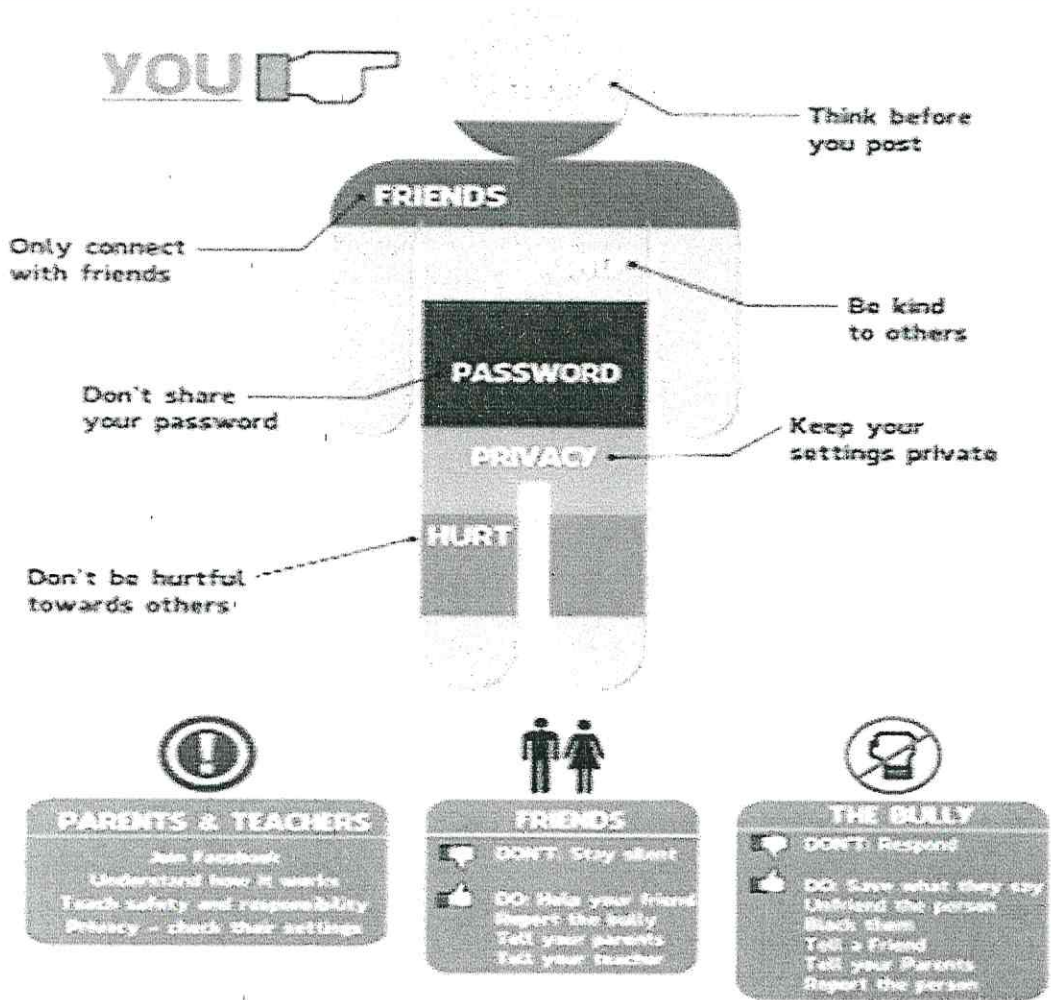 YOU
Think before
you post
FRIENDS
Only connect
with friends
Be kind
to others
PASSWORD
Don't share
your password
Keep your
settings private
PRIVACY
HURT
Don't be hurtful
towards others
PARENTS & TEACHERS
Join Facebook
Understand how it works
Teach safety and responsibility
Privacy - check their settings
FRIENDS
DON'T: Stay silent
DO: Help your friend
Report the bully
Tell your parents
Tell your teacher
THE BULLY
DON'T: Respond
DO: Save what they say
Unfriend the person
Block them
Tell a Friend
Tell your Parents
Report the person